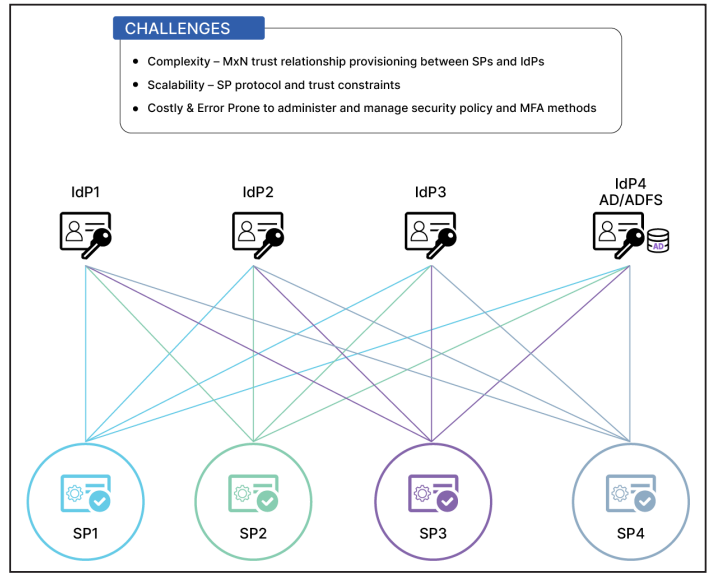 CHALLENGES
• Complexity – MxN trust relationship provisioning between SPs and IdPs
• Scalability – SP protocol and trust constraints
• Costly & Error Prone to administer and manage security policy and MFA methods
IdP1
IdP2
IdP3
IdP4
AD/ADFS
AD
SP1
SP2
SP3
SP4